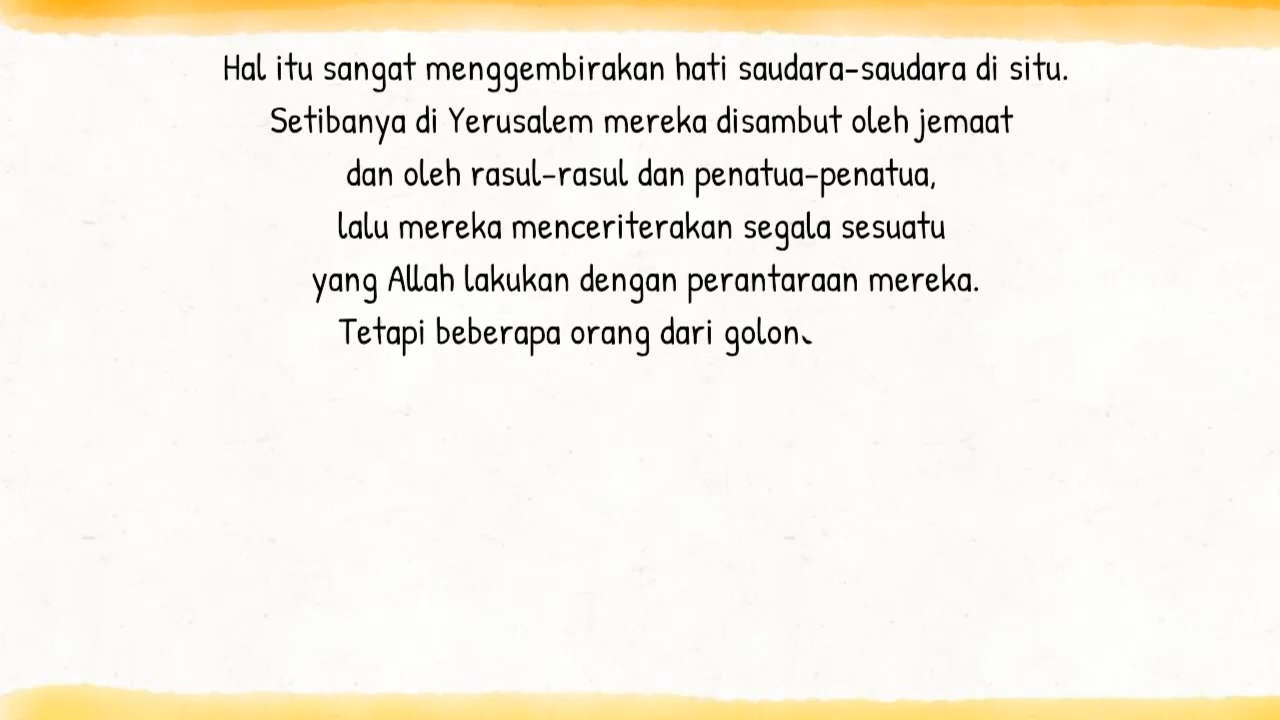 Hal itu sangat menggembirakan hati saudara-saudara di situ.
Setibanya di Yerusalem mereka disambut oleh jemaat
dan oleh rasul-rasul dan penatua-penatua,
lalu mereka menceriterakan segala sesuatu
yang Allah lakukan dengan perantaraan mereka.
Tetapi beberapa orang dari golon